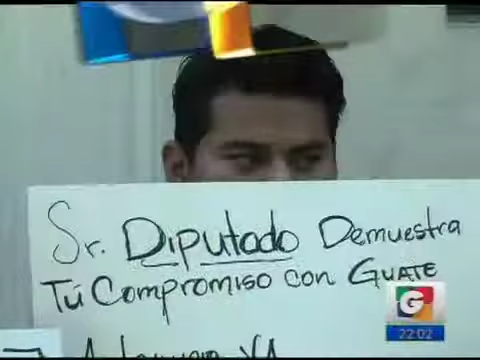 Sr. Diputado Demuestra
Tú Compromiso con GUATE
G
22:02